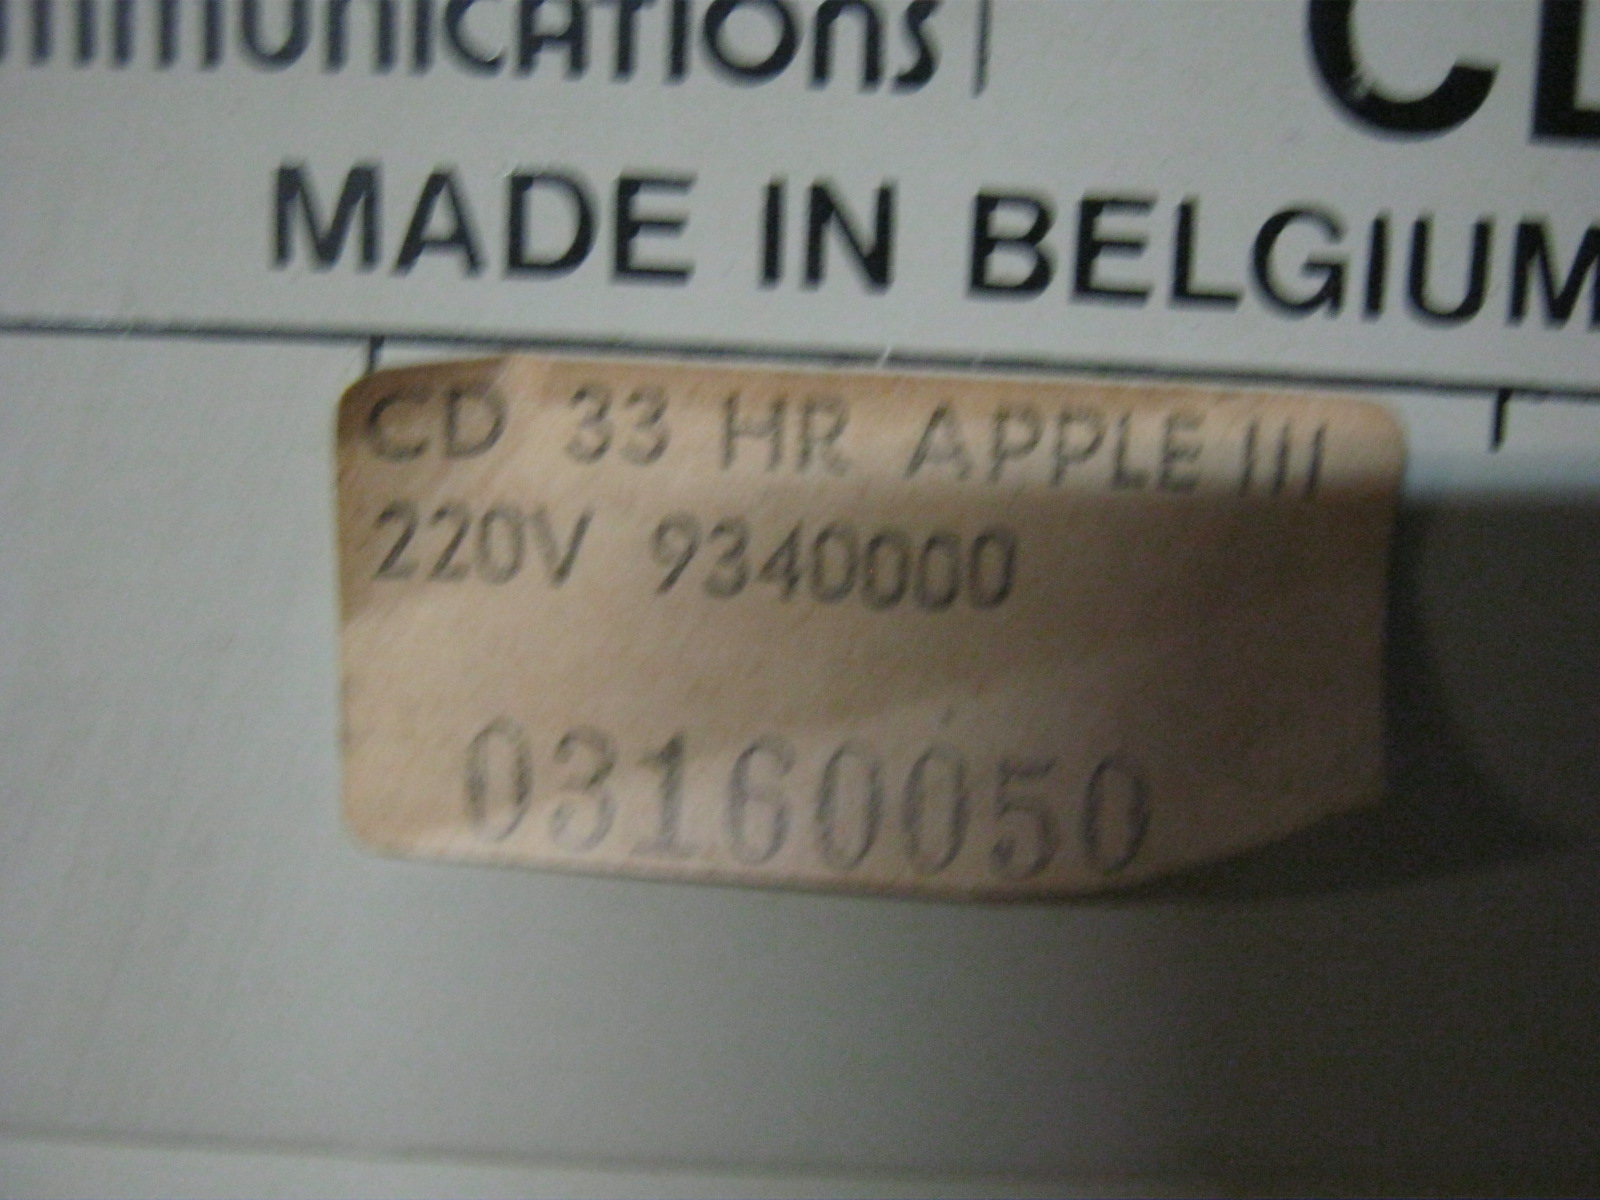 MADE IN BELGIUM
CD 33 HR APPLE III
220V 9340000
03160050